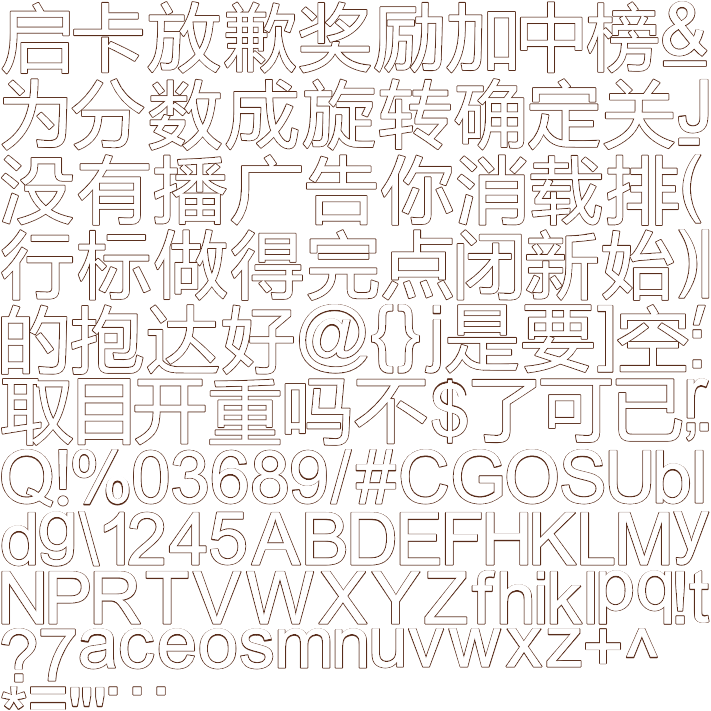 启卡放歉奖励加中榜&
为分数成旋转确定关J
没有播广告你消载排(
行标做得完点闭新始)|
的抱达好@{}j是要]空;
取目开重吗不$了可已
Q!%03689/#CGOSUbl
dg\1245ABDEFHKLMy
NPRTVWXYZfhiklpq!t
?7aceosmnuvwxz+^
*="'...